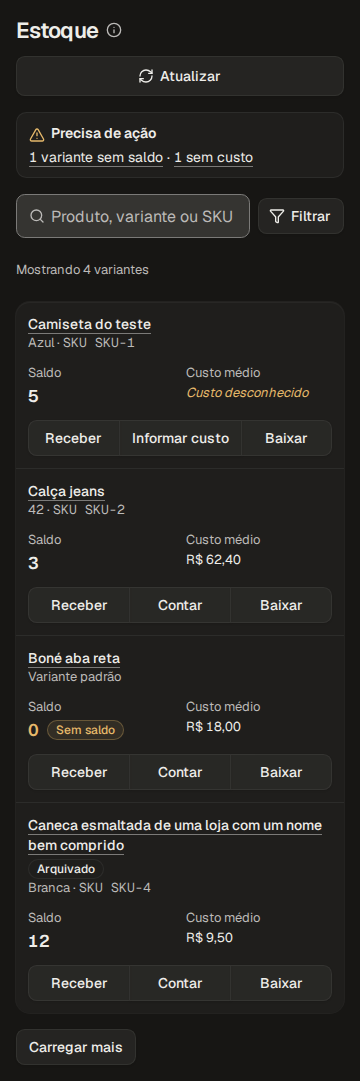 Estoque
Atualizar
Precisa de ação
1 variante sem saldo · 1 sem custo
Produto, variante ou SKU
Filtrar
Mostrando 4 variantes
Camiseta do teste
Azul · SKU SKU-1
Saldo Custo médio
5 Custo desconhecido
Receber Informar custo Baixar
Calça jeans
42 · SKU SKU-2
Saldo Custo médio
3 R$ 62,40
Receber Contar Baixar
Boné aba reta
Variante padrão
Saldo Custo médio
0 Sem saldo R$ 18,00
Receber Contar Baixar
Caneca esmaltada de uma loja com um nome
bem comprido
Arquivado
Branca · SKU SKU-4
Saldo Custo médio
12 R$ 9,50
Receber Contar Baixar
Carregar mais